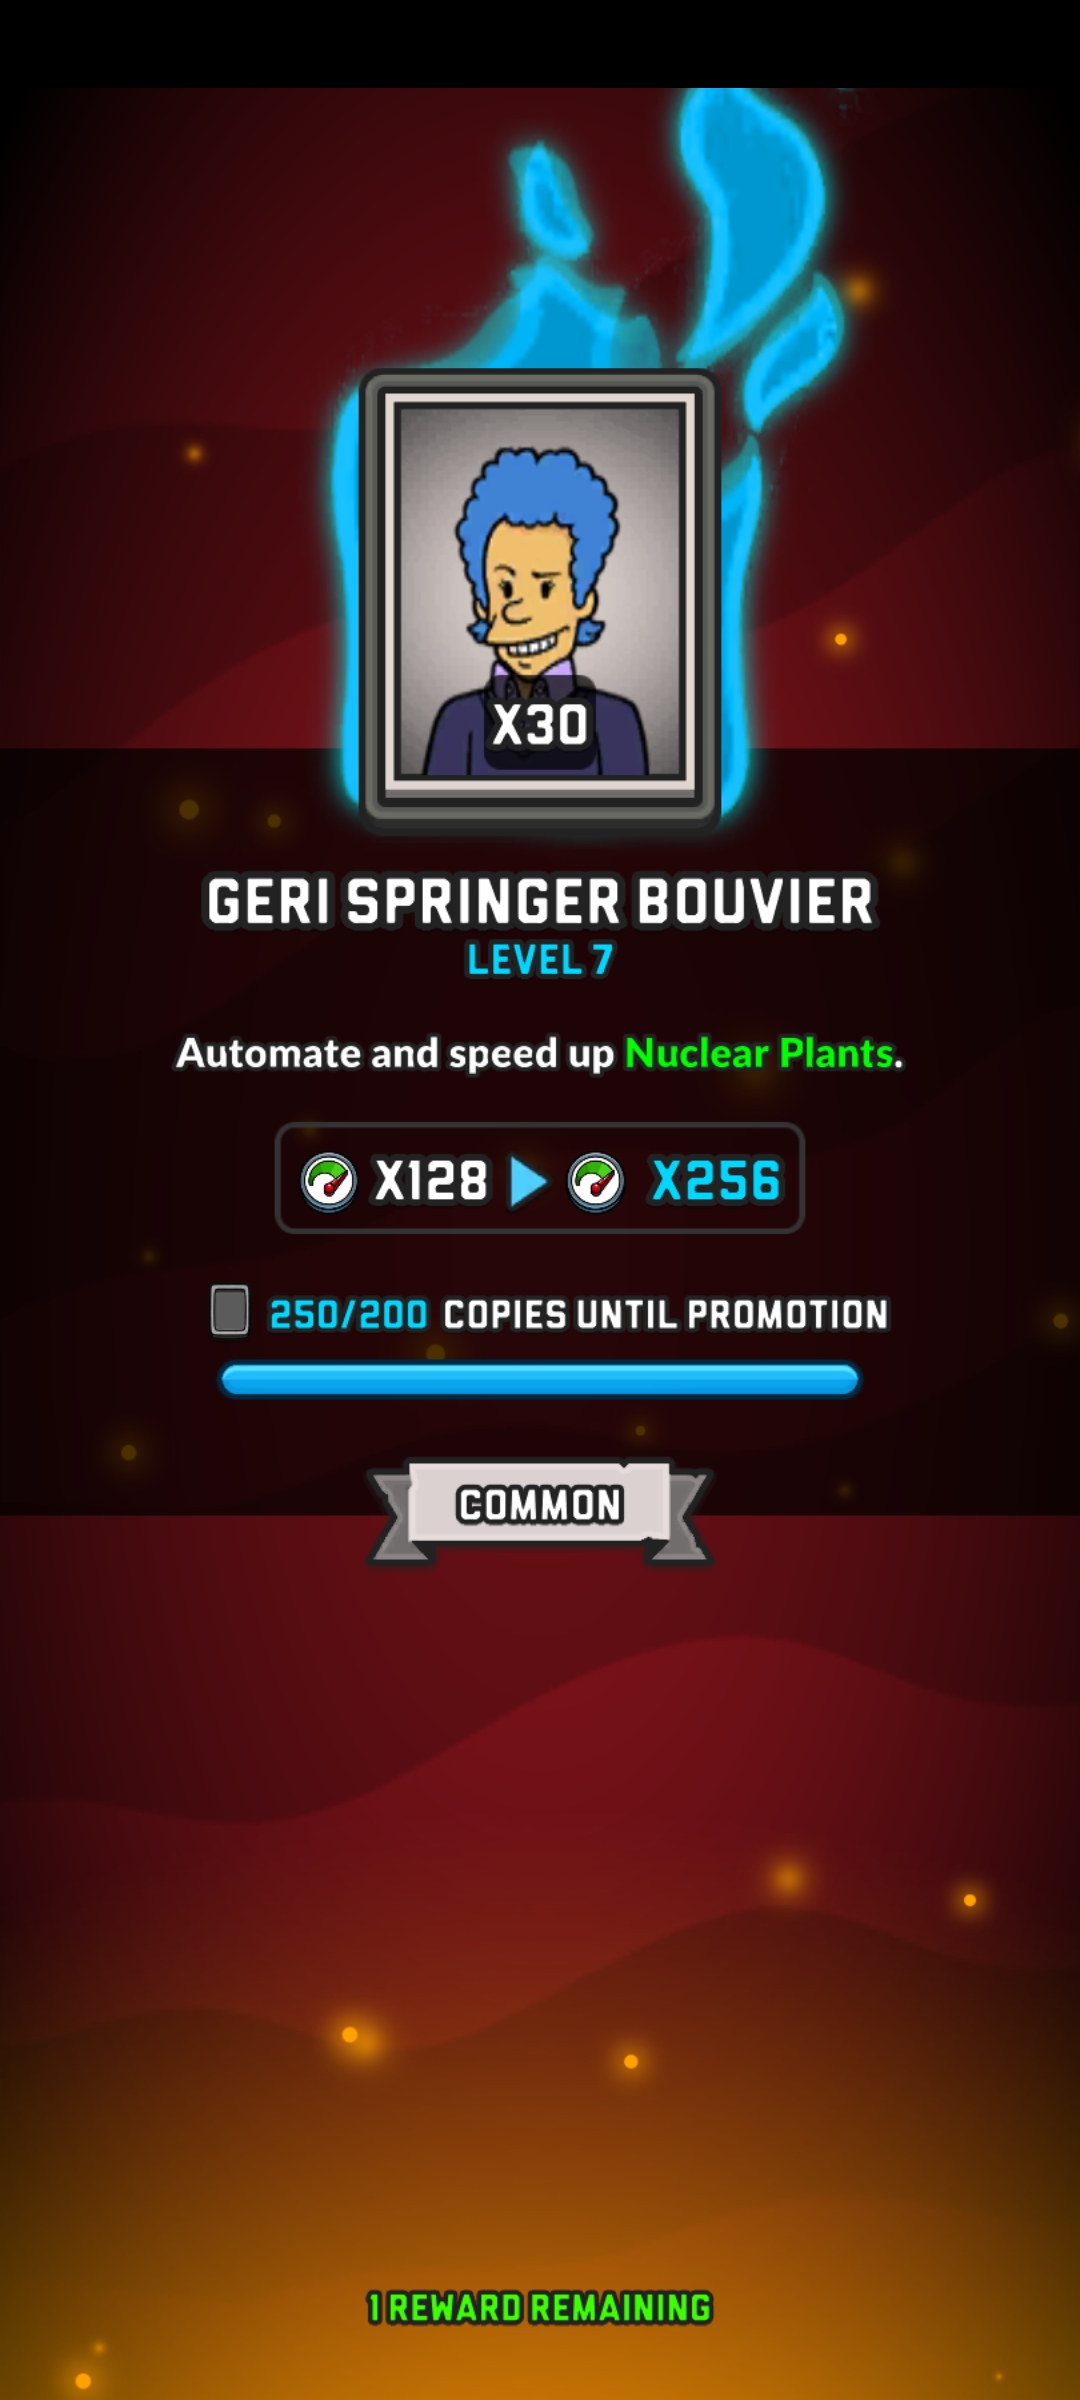 X30
GERI SPRINGER BOUVIER
LEVEL 7
Automate and speed up Nuclear Plants.
X128 X256
250/200 COPIES UNTIL PROMOTION
COMMON
1 REWARD REMAINING